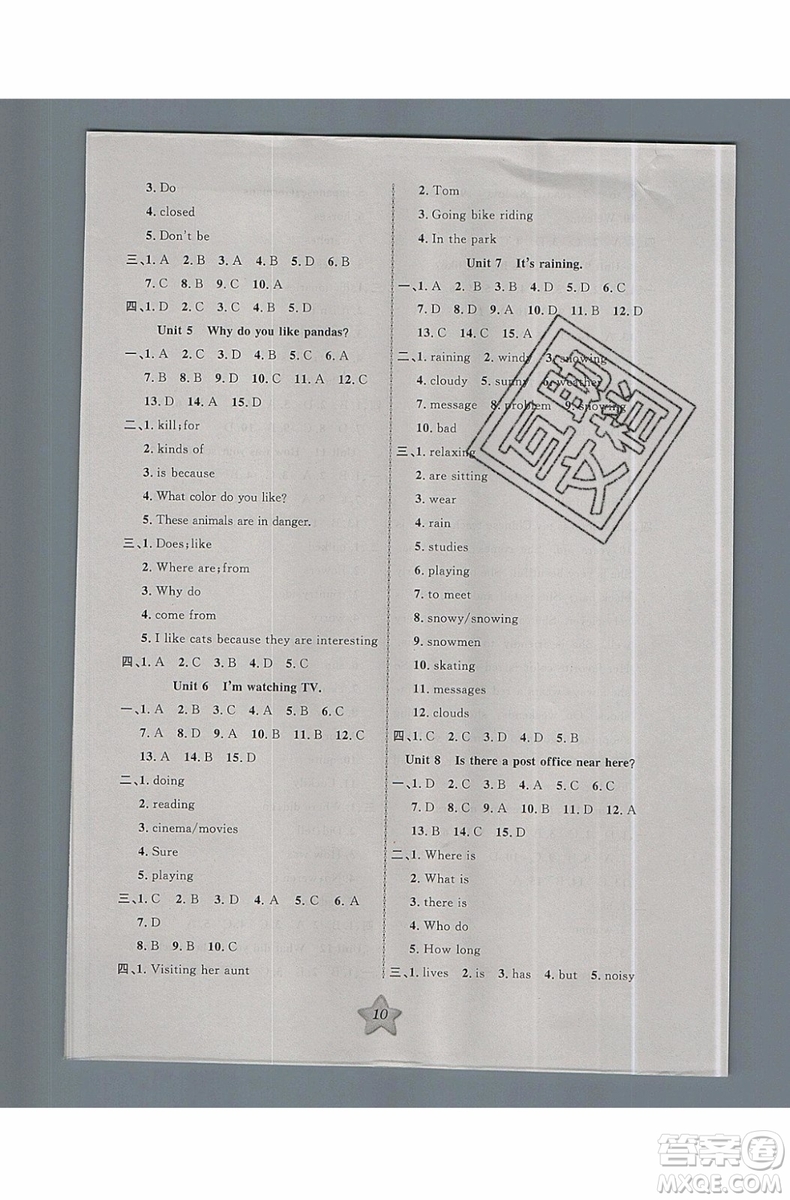 3. Do
4. closed
5. Don't be
三、1. A 2. B 3. A 4. B 5. D 6. B
7. C 8. B 9. C 10. A
四、1. D 2. C 3. C 4. B 5. D
Unit 5 Why do you like pandas?
一、1. A 2. C 3. D 4. B 5. C 6. A
7. B 8. B 9. D 10. A 11. B 12. C
13. D 14. A 15. D
二、1. kill;for
2. kinds of
3. is because
4. What color do you like?
5. These animals are in danger.
三、1. Does;like
2. Where are;from
3. Why do
4. come from
5. I like cats because they are interesting
四、1. A 2. C 3. B 4. D 5. C
Unit 6 I'm watching TV.
一、1. A 2. B 3. C 4. A 5. B 6. C
7. A 8. D 9. A 10. B 11. B 12. C
13. A 14. B 15. D
二、1. doing
2. reading
3. cinema/movies
4. Sure
5. playing
三、1. C 2. B 3. B 4. A 5. C 6. A
7. D
8. B 9. B 10. C
四、1. Visiting her aunt
2. Tom
3. Going bike riding
4. In the park
Unit 7 It's raining.
一、1. A 2. B 3. B 4. D 5. D 6. C
7. D 8. D 9. A 10. D 11. B 12. D
13. C 14. C 15. A
二、1. raining 2. windy 3. snowing
4. cloudy 5. sunny 6. weather
7. message 8. problem 9. snowing
10. bad
三、1. relaxing
2. are sitting
3. wear
4. rain
5. studies
6. playing
7. to meet
8. snowy/snowing
9. snowmen
10. skating
11. messages
12. clouds
四、1. C 2. C 3. A 4. D 5. B
Unit 8 Is there a post office near here?
一、1. D 2. C 3. B 4. A 5. C 6. C
7. D 8. C 9. A 10. B 11. D 12. A
13. B 14. C 15. D
二、1. Where is
2. What is
3. there is
4. Who do
5. How long
三、1. lives 2. is 3. has 4. but 5. noisy
10
答案卷
MXQE.COM